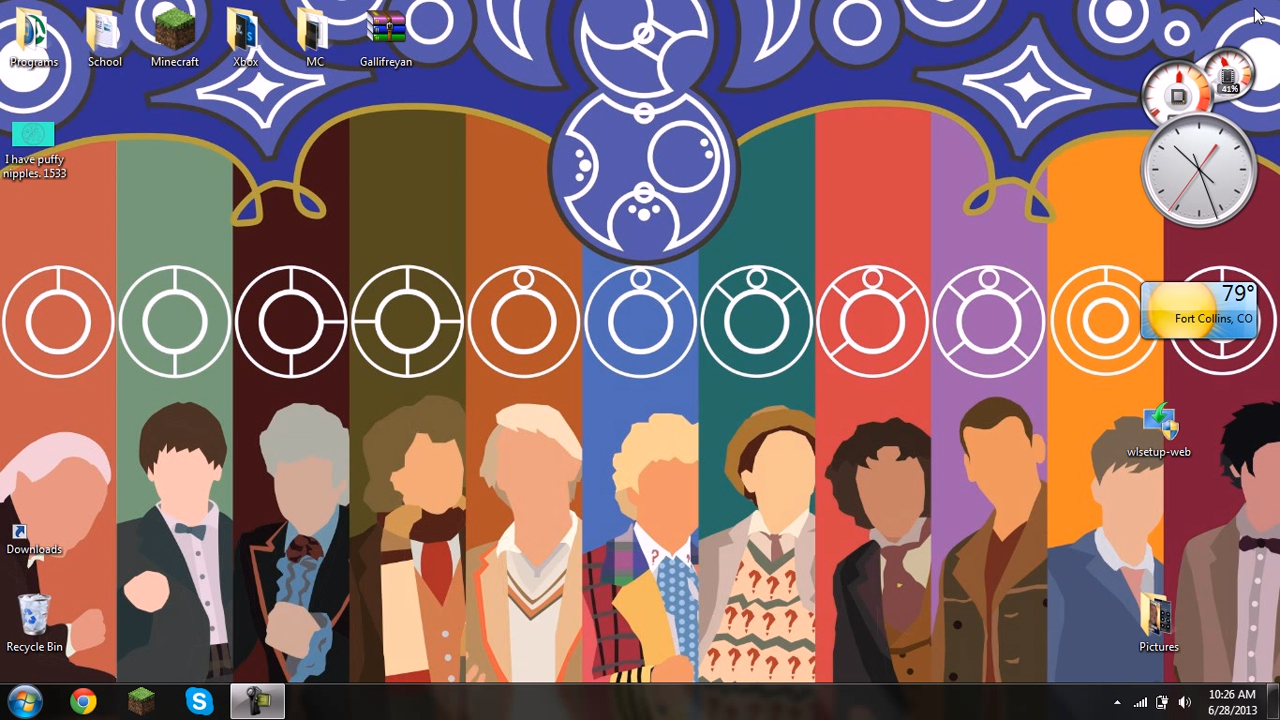 Programs
School
Minecraft
Xbox
MC
Gallifreyan
41%
I have puffy
nipples. 1533
79°
Fort Collins, CO
wlsetup-web
Downloads
Recycle Bin
Pictures
10:26 AM
6/28/2013